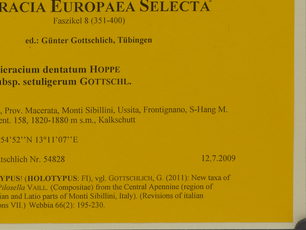 RACIA EUROPAEA SELECTA
Faszikel 8 (351-400)
ed.: Günter Gottschlich, Tübingen
ieracium dentatum HOPPE
ubsp. setuligerum GOTTSCHL.
, Prov. Macerata, Monti Sibillini, Ussita, Frontignano, S-Hang M.
ent. 158, 1820-1880 m s.m., Kalkschutt
54'52''N 13°11'07''E
ttschlich Nr. 54828 12.7.2009
YPUS! (HOLOTYPUS: FI), vgl. GOTTSCHLICH, G. (2011): New taxa of
Pilosella VAILL. (Compositae) from the Central Apennine (region of
ian and Latio parts of Monti Sibillini, Italy). (Revisions of italian
ions VII.) Webbia 66(2): 195-230.